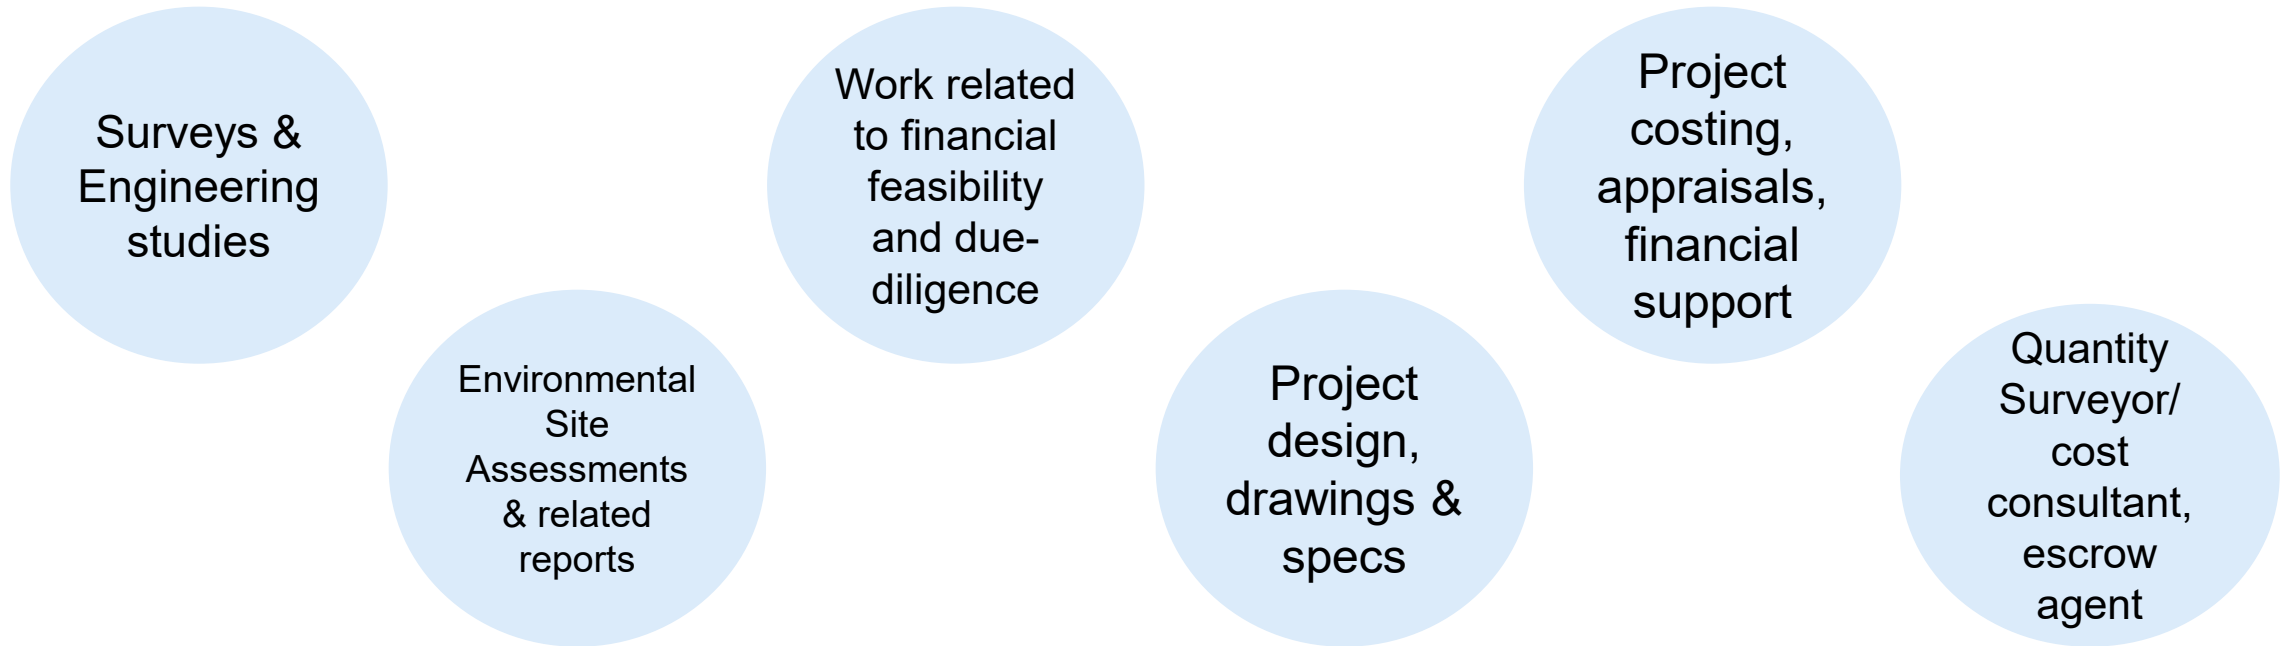 Surveys &
Engineering
studies
Environmental
Site
Assessments
& related
reports
Work related
to financial
feasibility
and due-
diligence
Project
design,
drawings &
specs
Project
costing,
appraisals,
financial
support
Quantity
Surveyor/
cost
consultant,
escrow
agent